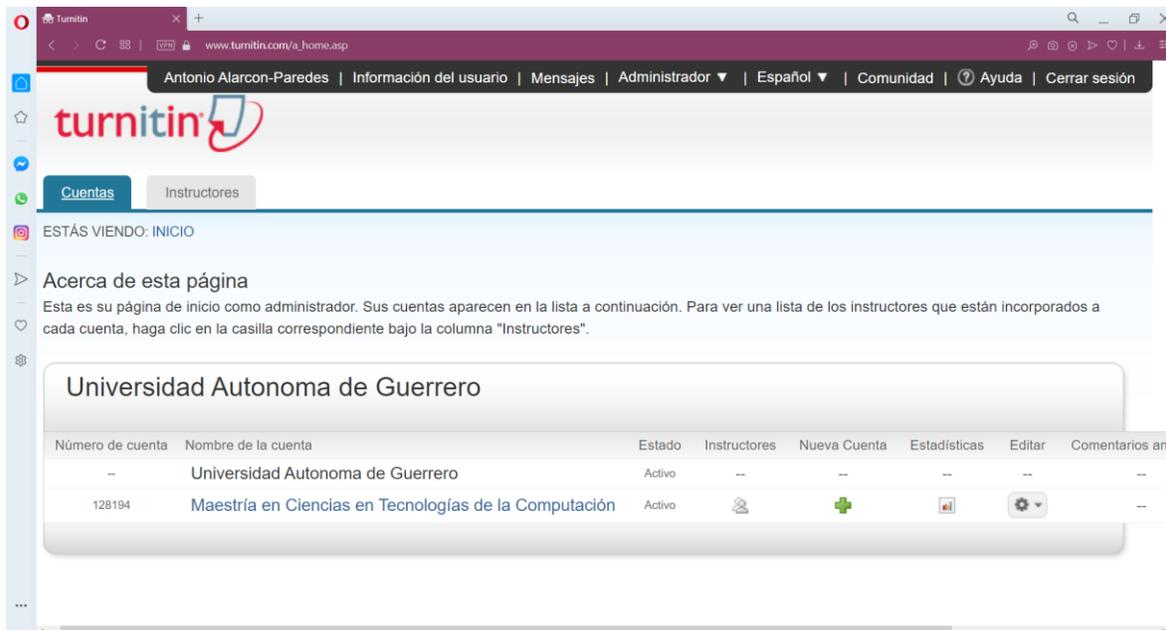 Turnitin
VPN www.turnitin.com/a_home.asp
Antonio Alarcon-Paredes | Información del usuario | Mensajes | Administrador ▼ | Español ▼ | Comunidad | ? Ayuda | Cerrar sesión
turnitin
Cuentas Instructores
ESTÁS VIENDO: INICIO
Acerca de esta página
Esta es su página de inicio como administrador. Sus cuentas aparecen en la lista a continuación. Para ver una lista de los instructores que están incorporados a
cada cuenta, haga clic en la casilla correspondiente bajo la columna "Instructores".
Universidad Autonoma de Guerrero
Número de cuenta Nombre de la cuenta Estado Instructores Nueva Cuenta Estadísticas Editar Comentarios an
-- Universidad Autonoma de Guerrero Activo -- -- -- -- --
128194 Maestría en Ciencias en Tecnologías de la Computación Activo --